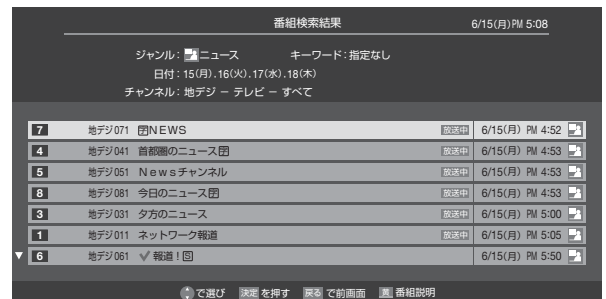 番組検索結果 6/15(月)PM 5:08
ジャンル：ニュース キーワード：指定なし
日付：15(月).16(火).17(水).18(木)
チャンネル：地デジ － テレビ － すべて
7 地デジ071 🈑NEWS 放送中 6/15(月) PM 4:52
4 地デジ041 首都圏のニュース🈑 放送中 6/15(月) PM 4:53
5 地デジ051 Newsチャンネル 放送中 6/15(月) PM 4:53
8 地デジ081 今日のニュース🈑 放送中 6/15(月) PM 4:53
3 地デジ031 夕方のニュース 放送中 6/15(月) PM 5:00
1 地デジ011 ネットワーク報道 放送中 6/15(月) PM 5:05
▼ 6 地デジ061 ✓報道！🅂 6/15(月) PM 5:50
で選び 決定 を押す 戻る で前画面 黄 番組説明